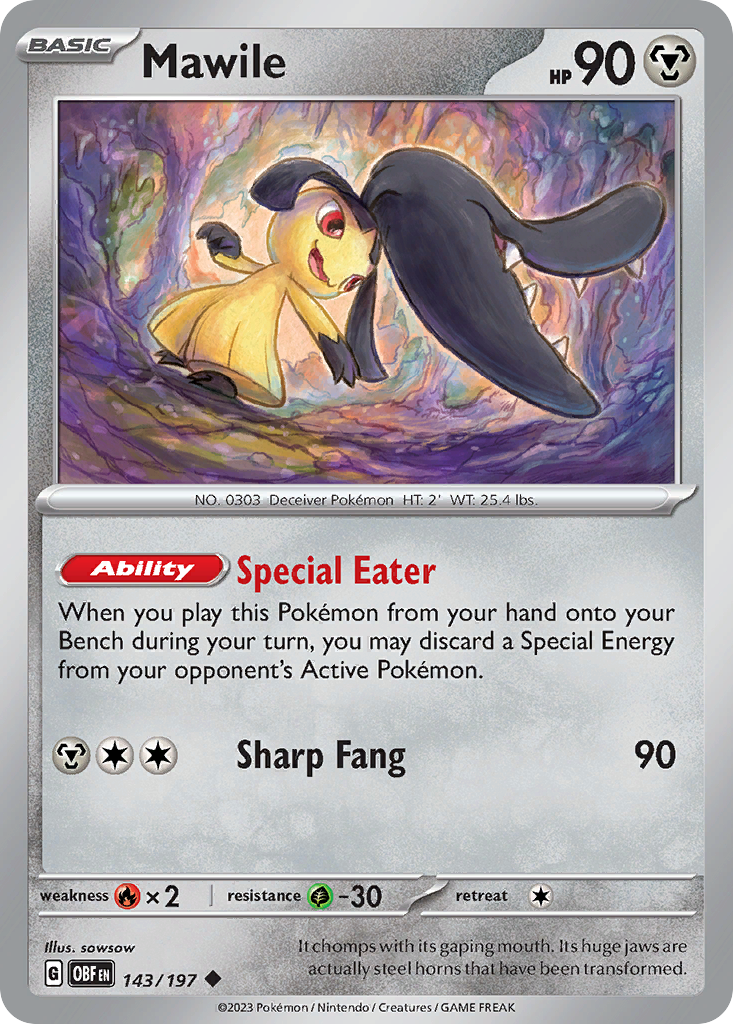 BASIC
Mawile
HP 90
NO. 0303 Deceiver Pokémon HT: 2' WT: 25.4 lbs.
Ability Special Eater
When you play this Pokémon from your hand onto your
Bench during your turn, you may discard a Special Energy
from your opponent's Active Pokémon.
Sharp Fang 90
weakness ×2 resistance -30 retreat
Illus. sowsow
It chomps with its gaping mouth. Its huge jaws are
actually steel horns that have been transformed.
G OBF EN 143/197
©2023 Pokémon / Nintendo / Creatures / GAME FREAK